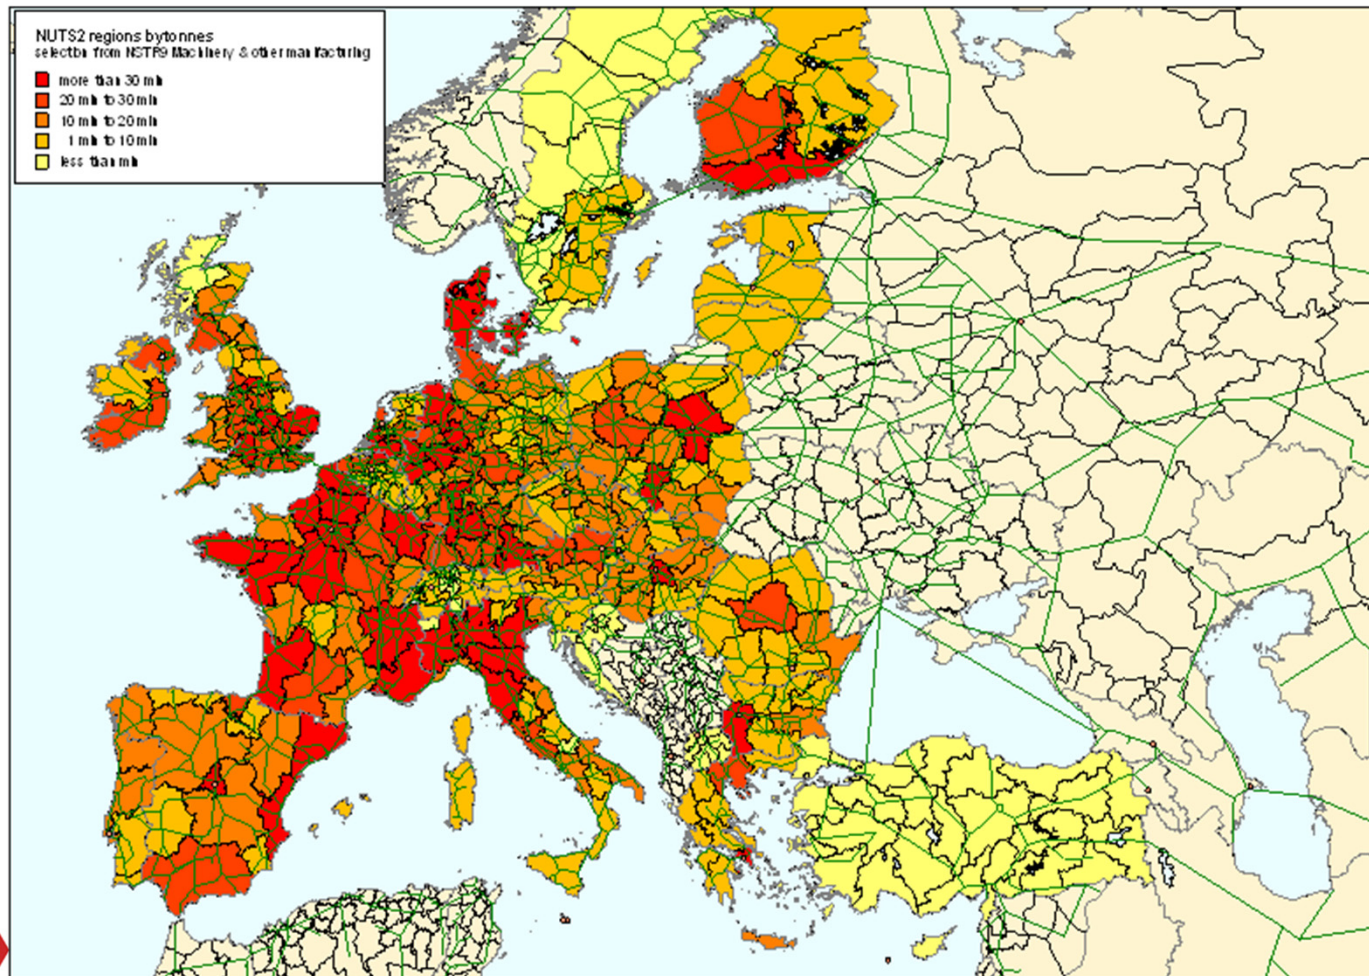 NUTS2 regions by tonnes
selection from NSTR9 Machinery & other manufacturing
more than 30 mln
20 mln to 30 mln
10 mln to 20 mln
1 mln to 10 mln
less than mln